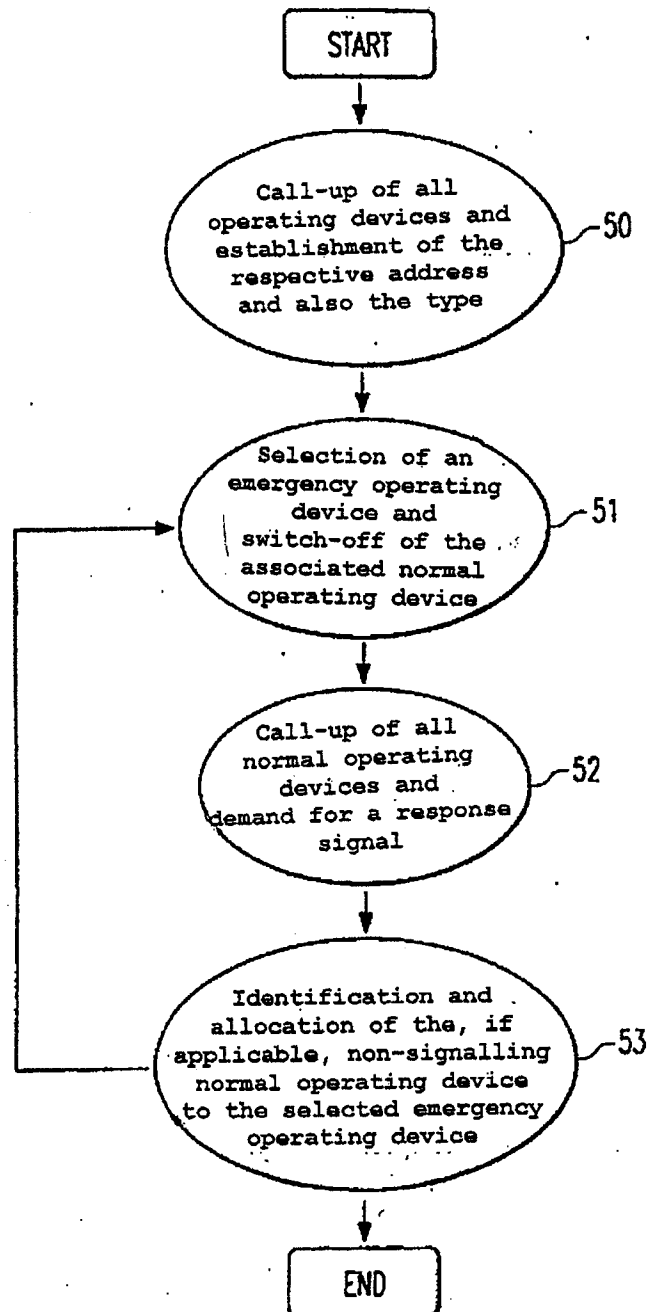 START
Call-up of all
operating devices and
establishment of the
respective address
and also the type
50
Selection of an
emergency operating
device and
switch-off of the
associated normal
operating device
51
Call-up of all
normal operating
devices and
demand for a response
signal
52
Identification and
allocation of the, if
applicable, non-signalling
normal operating device
to the selected emergency
operating device
53
END